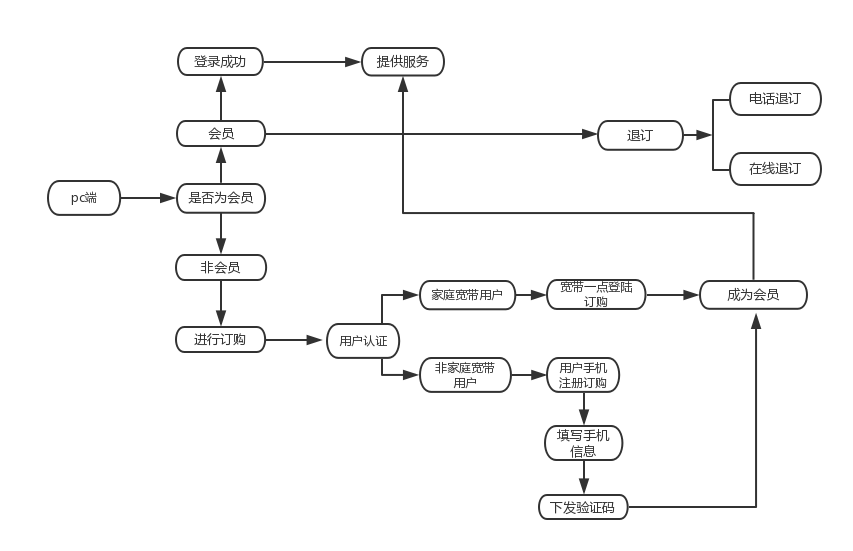 登录成功
提供服务
会员
退订
电话退订
在线退订
pc端
是否为会员
非会员
进行订购
用户认证
家庭宽带用户
宽带一点登陆
订购
成为会员
非家庭宽带
用户
用户手机
注册订购
填写手机
信息
下发验证码